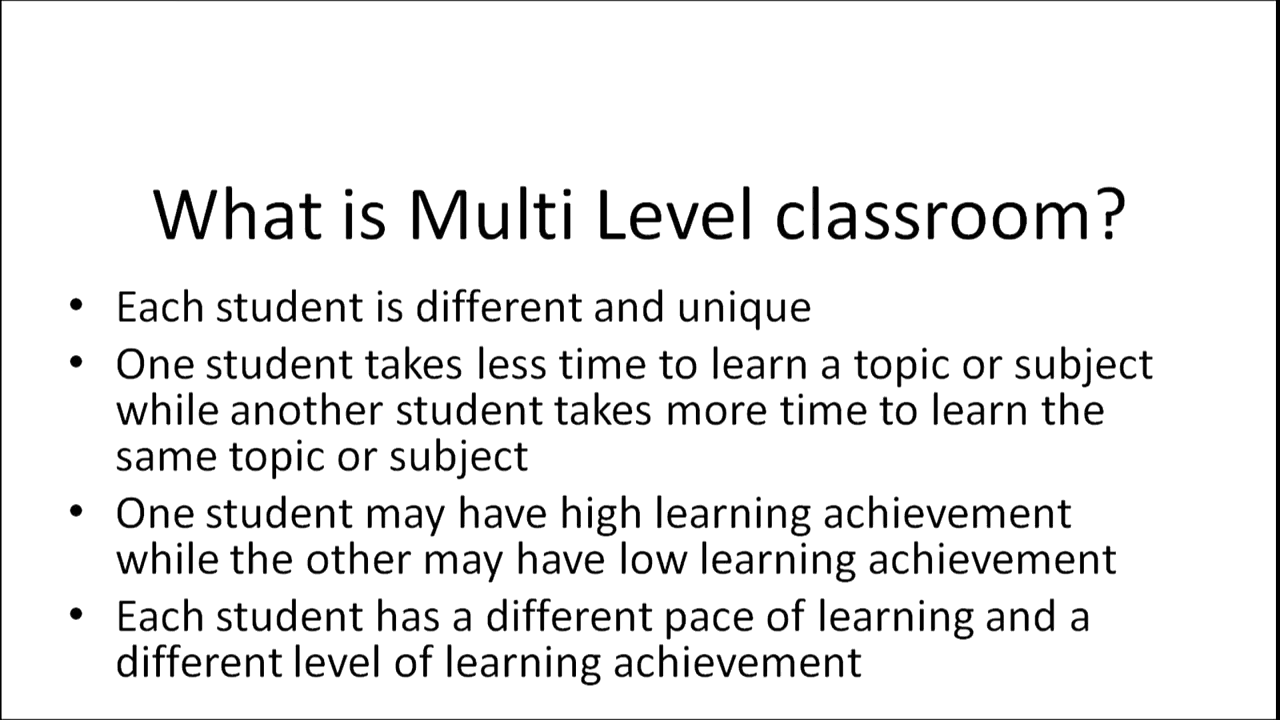 What is Multi Level classroom?
• Each student is different and unique
• One student takes less time to learn a topic or subject
while another student takes more time to learn the
same topic or subject
• One student may have high learning achievement
while the other may have low learning achievement
• Each student has a different pace of learning and a
different level of learning achievement